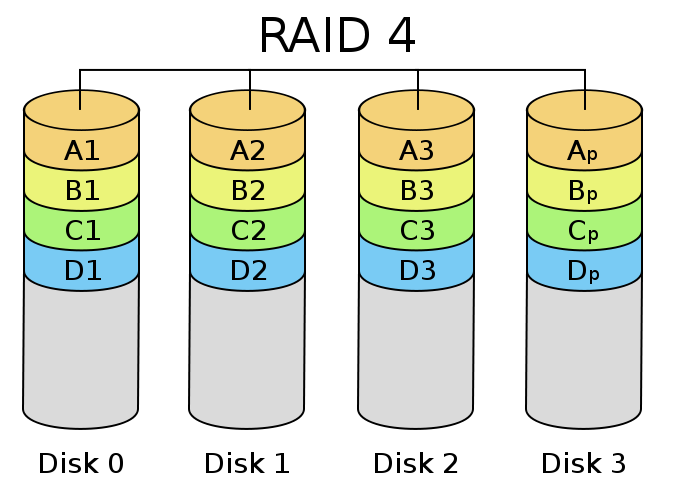 RAID 4
A1 A2 A3 Ap
B1 B2 B3 Bp
C1 C2 C3 Cp
D1 D2 D3 Dp
Disk 0 Disk 1 Disk 2 Disk 3